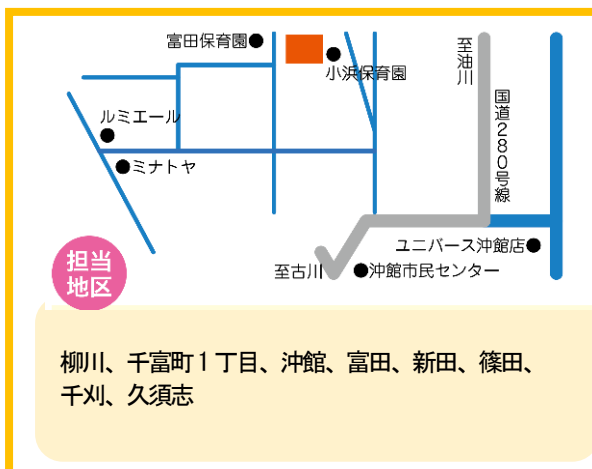 富田保育園
小浜保育園
至油川
国道280号線
ルミエール
ミナトヤ
ユニバース沖館店
至古川
沖館市民センター
担当
地区
柳川、千富町1丁目、沖館、富田、新田、篠田、
千刈、久須志